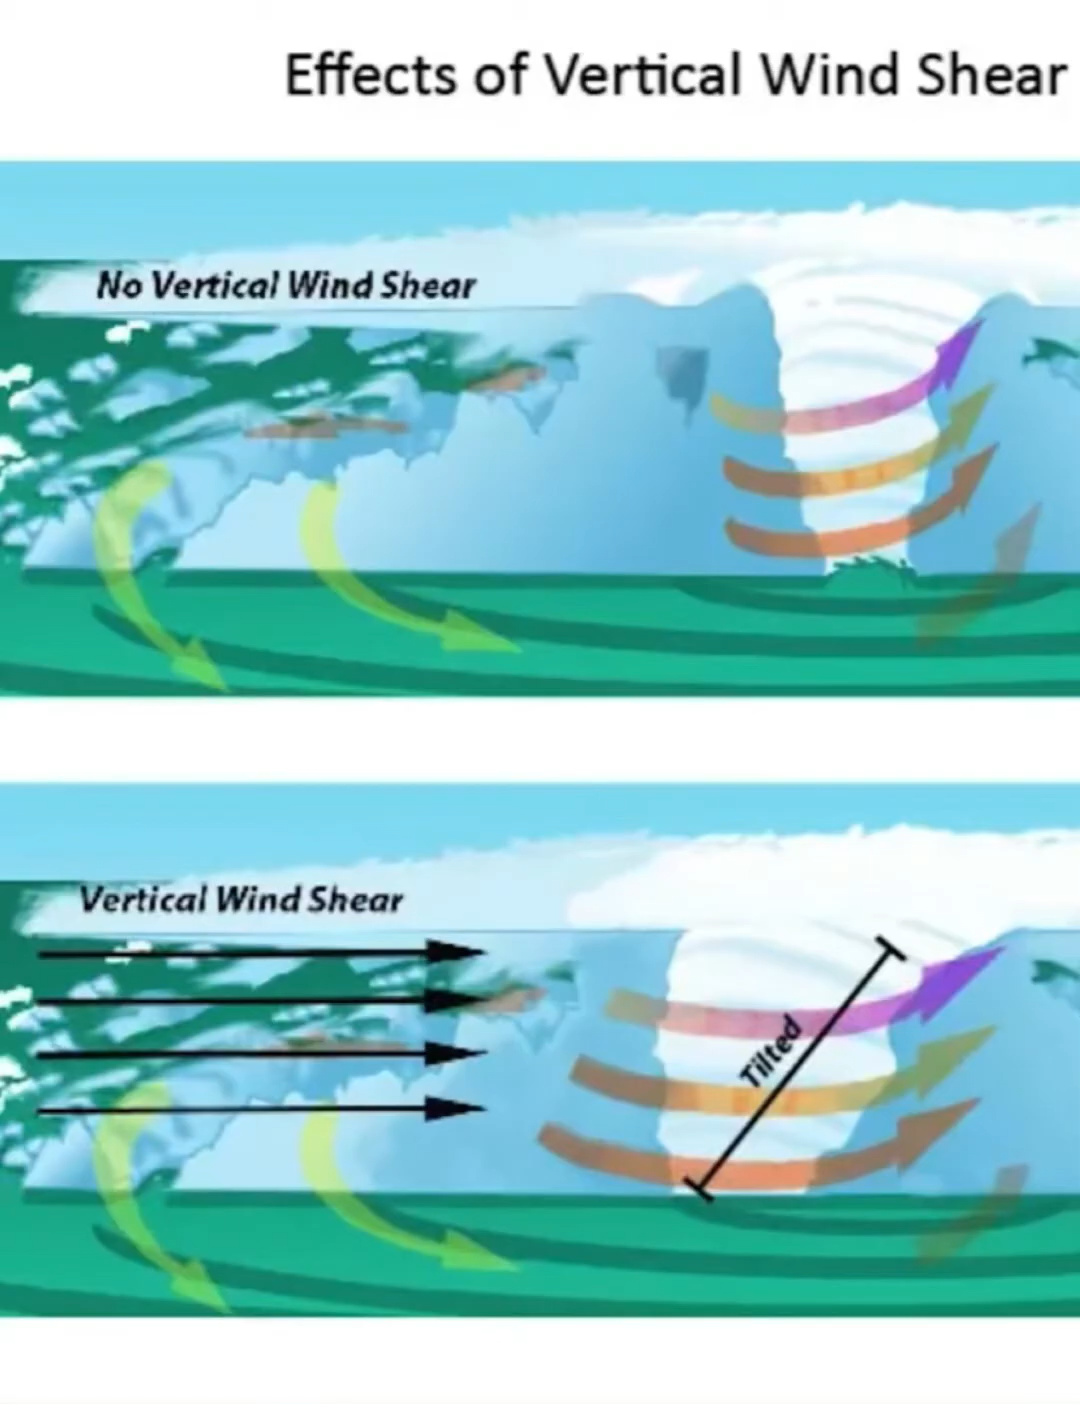 Effects of Vertical Wind Shear
No Vertical Wind Shear
Vertical Wind Shear
Tilted